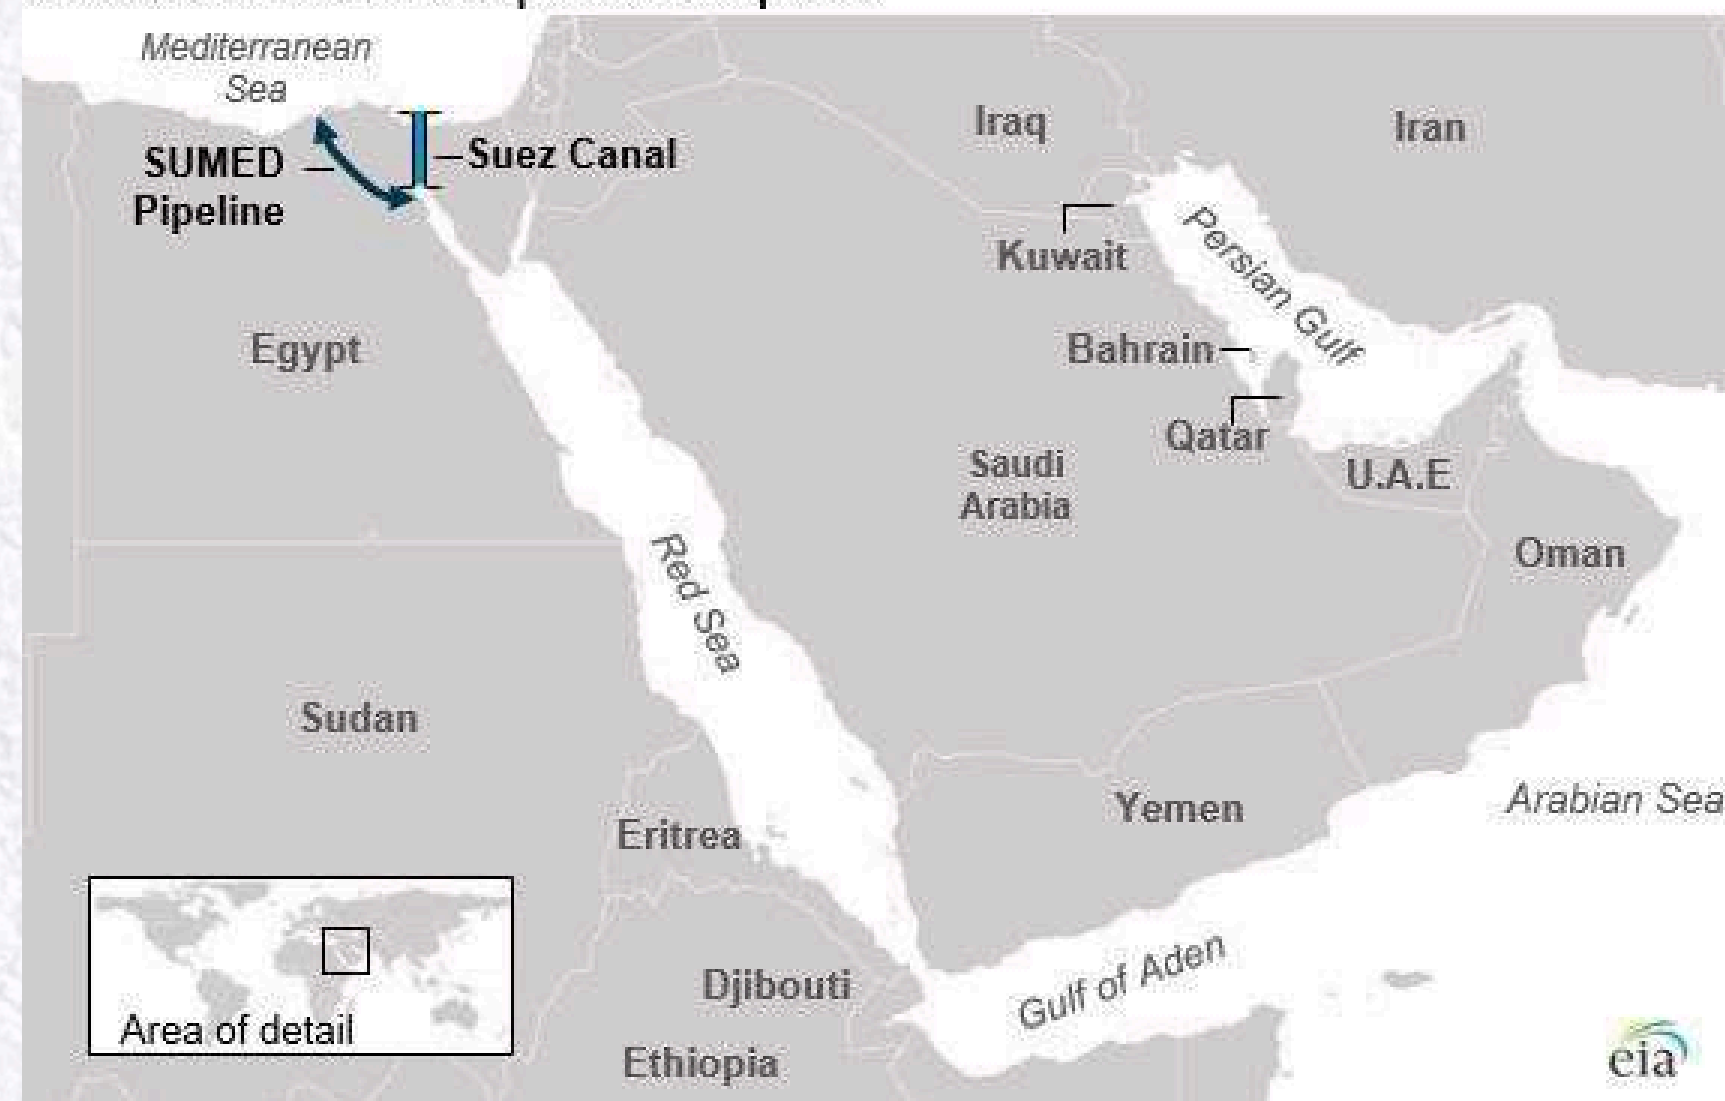 Mediterranean
Sea
SUMED
Pipeline
Suez Canal
Iraq
Iran
Kuwait
Persian Gulf
Egypt
Bahrain
Qatar
Saudi
Arabia
U.A.E
Oman
Red Sea
Sudan
Yemen
Arabian Sea
Eritrea
Djibouti
Gulf of Aden
Ethiopia
Area of detail
eia